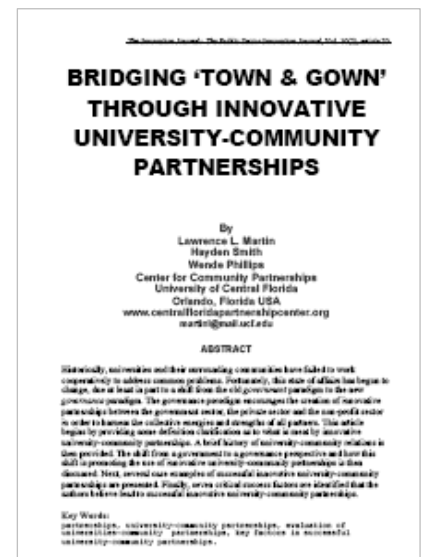 The Innovation Journal: The Public Sector Innovation Journal, Vol. 10(2), article
BRIDGING ‘TOWN & GOWN’
THROUGH INNOVATIVE
UNIVERSITY-COMMUNITY
PARTNERSHIPS
By
Lawrence L. Martin
Hayden Smith
Wende Phillips
Center for Community Partnerships
University of Central Florida
Orlando, Florida USA
www.centralfloridapartnershipcenter.org
martinl@mail.ucf.edu
ABSTRACT
Historically, universities and their surrounding communities have failed to work
cooperatively to address common problems. Fortunately, this state of affairs has begun to
change, due at least in part to a shift from the old government paradigm to the new
governance paradigm. The governance paradigm encourages the creation of innovative
partnerships between the government sector, the private sector and the non-profit sector
in order to harness the collective energies and strengths of all partners. This article
begins by providing some definition clarification as to what is meant by innovative
university-community partnerships. A brief history of university-community relations is
then provided. The shift from a government to a governance perspective and how this
shift is promoting the use of innovative university-community partnerships is then
discussed. Next, several case examples of successful innovative university-community
partnerships are presented. Finally, seven critical success factors are identified that the
authors believe lead to successful innovative university-community partnerships.
Key Words:
partnerships, university-community partnerships, evaluation of
universities-community partnerships, key factors in successful
university-community partnerships.